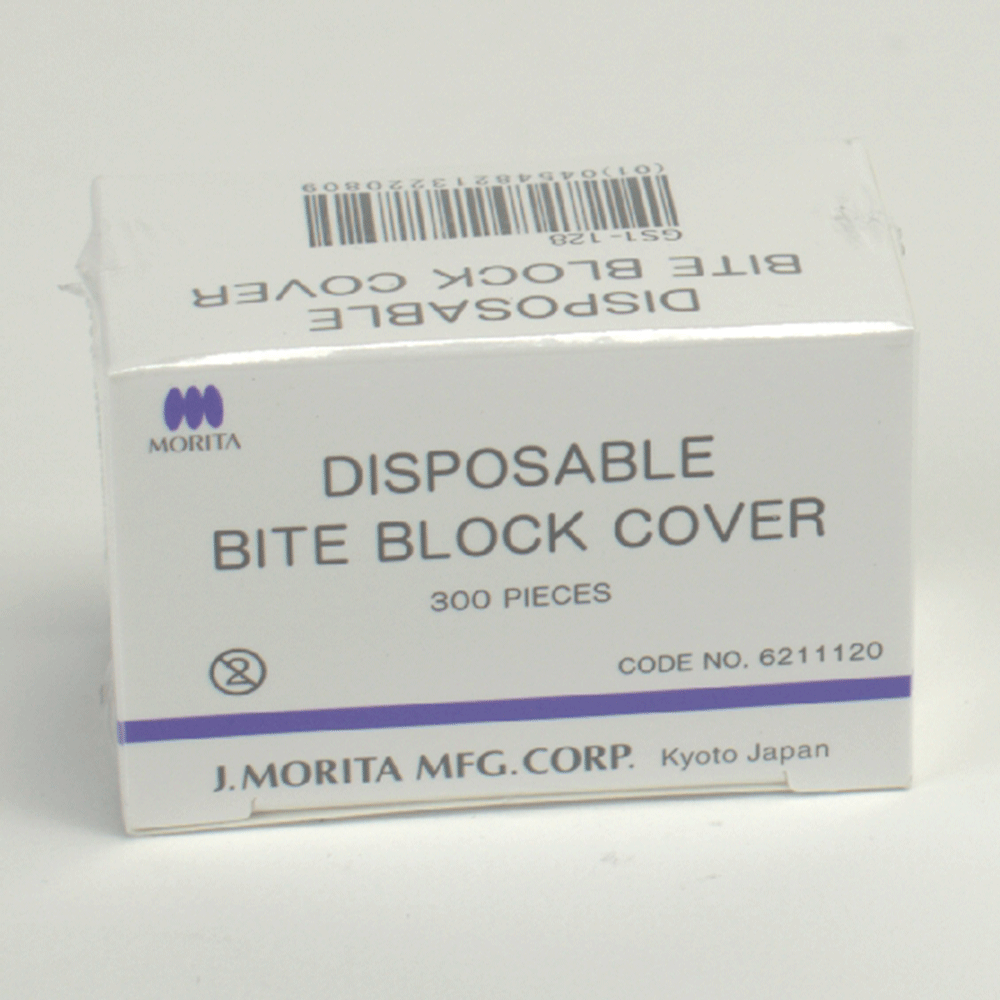 (01)04548213220809
GS1-128
BITE BLOCK COVER
DISPOSABLE
MORITA
DISPOSABLE
BITE BLOCK COVER
300 PIECES
2
CODE NO. 6211120
J.MORITA MFG.CORP. Kyoto Japan